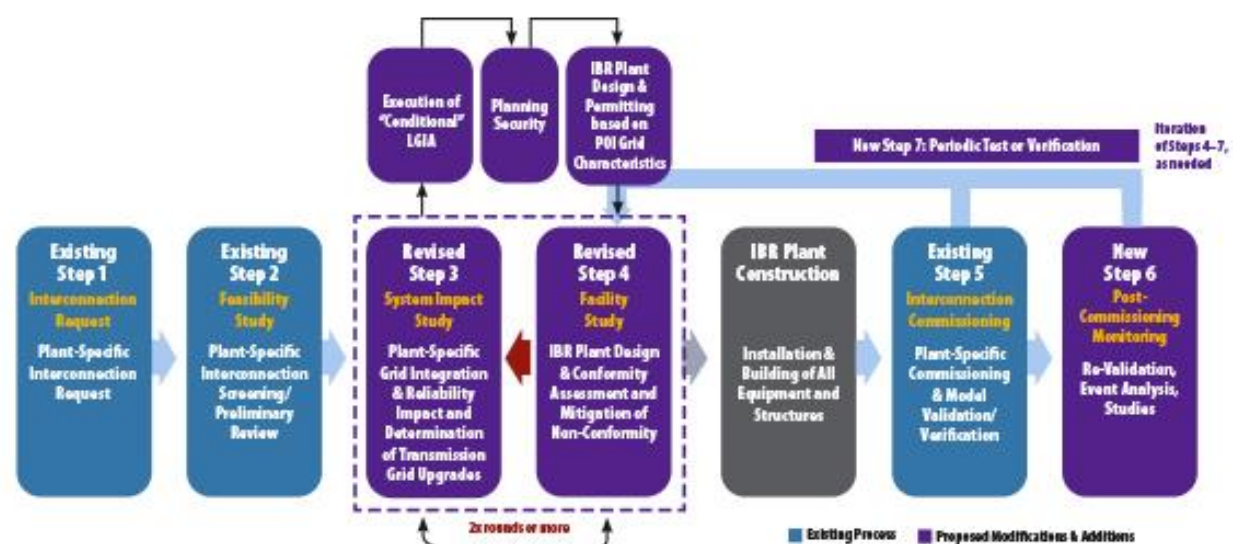 Execution of
"Conditional"
LGIA
Planning
Security
IBR Plant
Design &
Permitting
based on
POI Grid
Characteristics
New Step 7: Periodic Test or Verification
Iteration
of Steps 4–7,
as needed
Existing
Step 1
Interconnection
Request
Plant-Specific
Interconnection
Request
Existing
Step 2
Feasibility
Study
Plant-Specific
Interconnection
Screening/
Preliminary
Review
Revised
Step 3
System Impact
Study
Plant-Specific
Grid Integration
& Reliability
Impact and
Determination
of Transmission
Grid Upgrades
Revised
Step 4
Facility
Study
IBR Plant Design
& Conformity
Assessment and
Mitigation of
Non-Conformity
IBR Plant
Construction
Installation &
Building of All
Equipment and
Structures
Existing
Step 5
Interconnection
Commissioning
Plant-Specific
Commissioning
& Model
Validation/
Verification
New
Step 6
Post-
Commissioning
Monitoring
Re-Validation,
Event Analysis,
Studies
2x rounds or more
Existing Process
Proposed Modifications & Additions